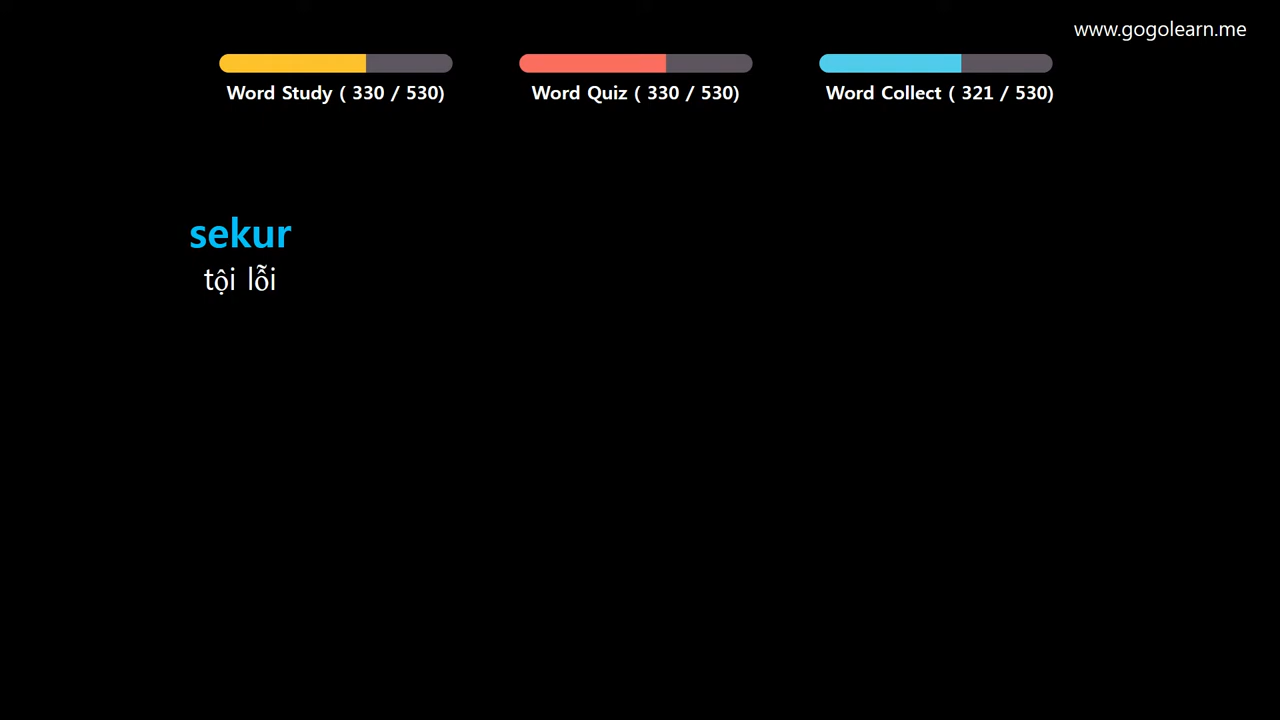 www.gogolearn.me
Word Study ( 330 / 530)
Word Quiz ( 330 / 530)
Word Collect ( 321 / 530)
sekur
tội lỗi